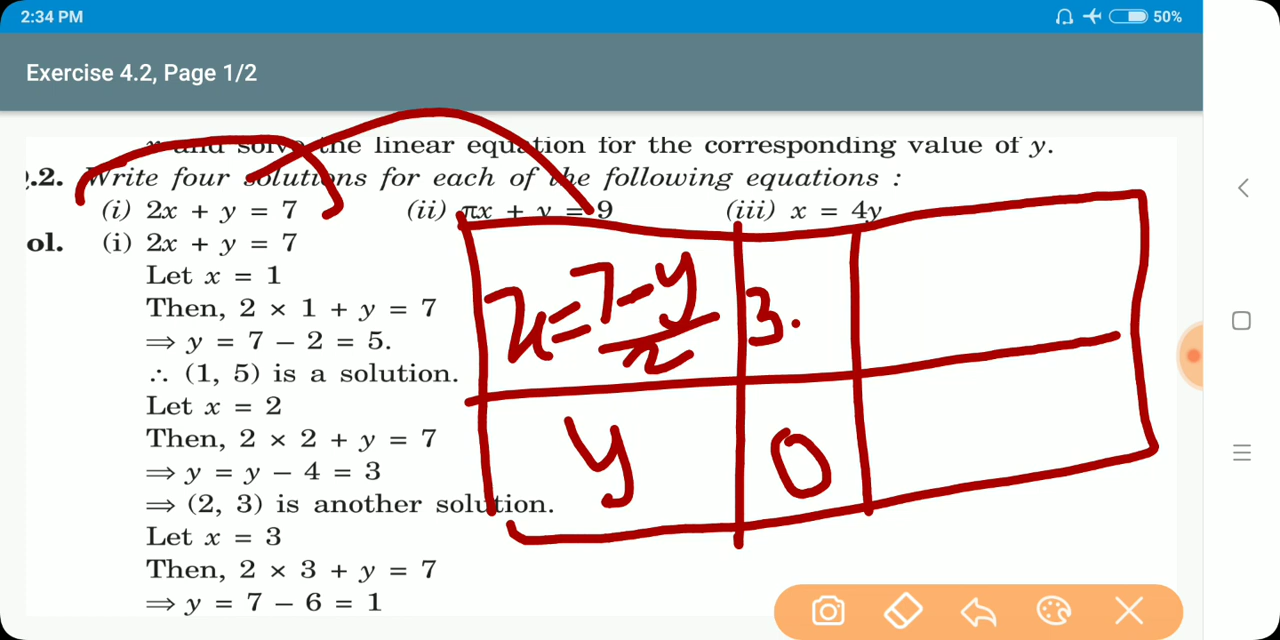 2:34 PM
50%
Exercise 4.2, Page 1/2
x and solve the linear equation for the corresponding value of y.
.2. Write four solutions for each of the following equations :
(i) 2x + y = 7 (ii) πx + y = 9 (iii) x = 4y
ol. (i) 2x + y = 7
Let x = 1
Then, 2 × 1 + y = 7
⇒ y = 7 − 2 = 5.
∴ (1, 5) is a solution.
Let x = 2
Then, 2 × 2 + y = 7
⇒ y = y − 4 = 3
⇒ (2, 3) is another solution.
Let x = 3
Then, 2 × 3 + y = 7
⇒ y = 7 − 6 = 1
x = 7 − y / 2 3.
y 0